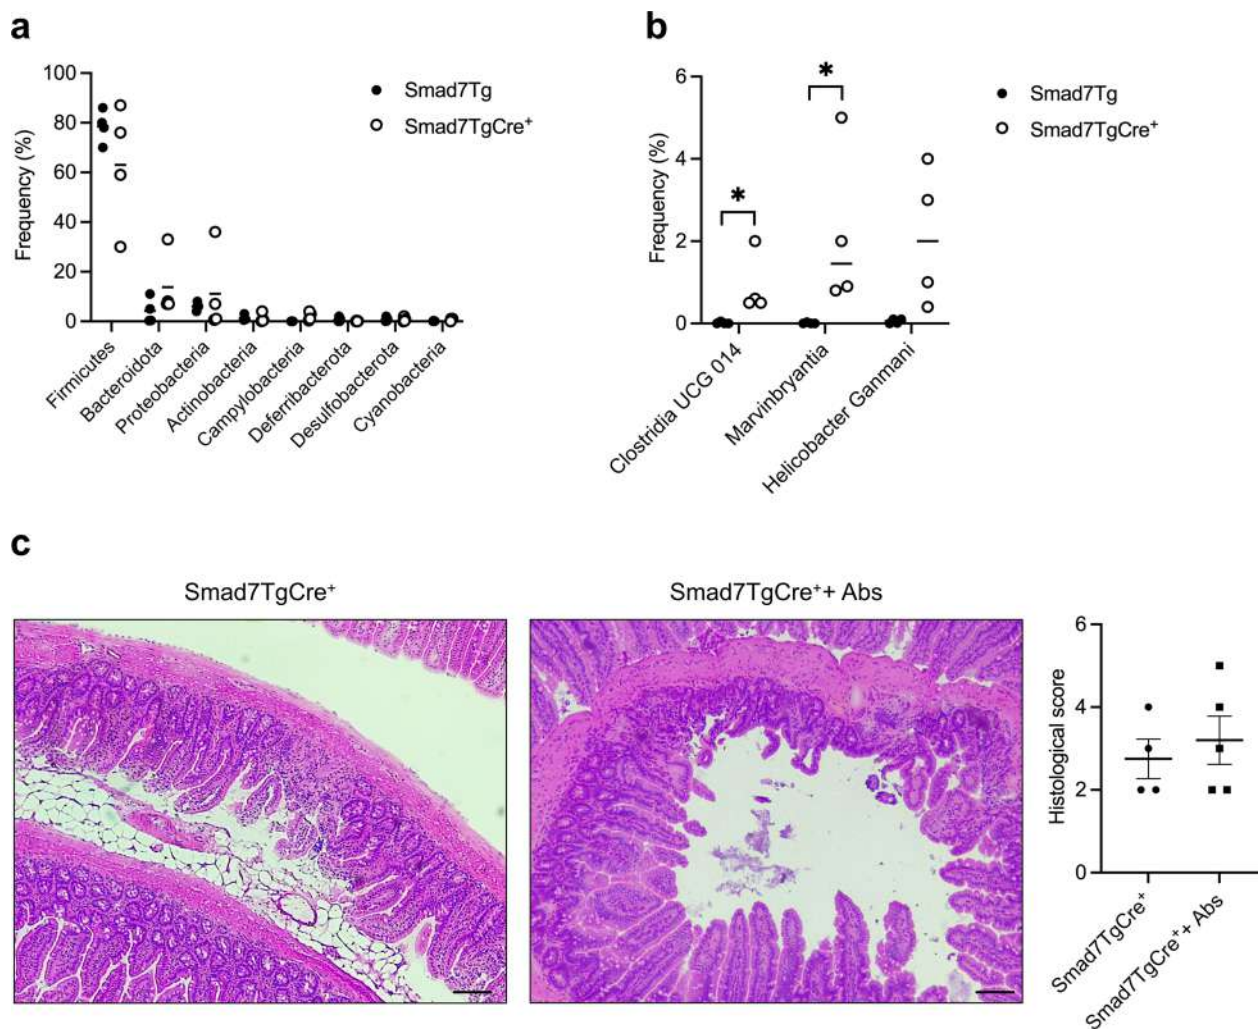 a
100
80
60
40
20
0
Frequency (%)
Smad7Tg
Smad7TgCre⁺
Firmicutes
Bacteroidota
Proteobacteria
Actinobacteria
Campylobacteria
Deferribacterota
Desulfobacterota
Cyanobacteria
b
6
4
2
0
Frequency (%)
*
*
Smad7Tg
Smad7TgCre⁺
Clostridia UCG 014
Marvinbryantia
Helicobacter Ganmani
c
Smad7TgCre⁺
Smad7TgCre⁺+ Abs
6
4
2
0
Histological score
Smad7TgCre⁺
Smad7TgCre⁺+ Abs